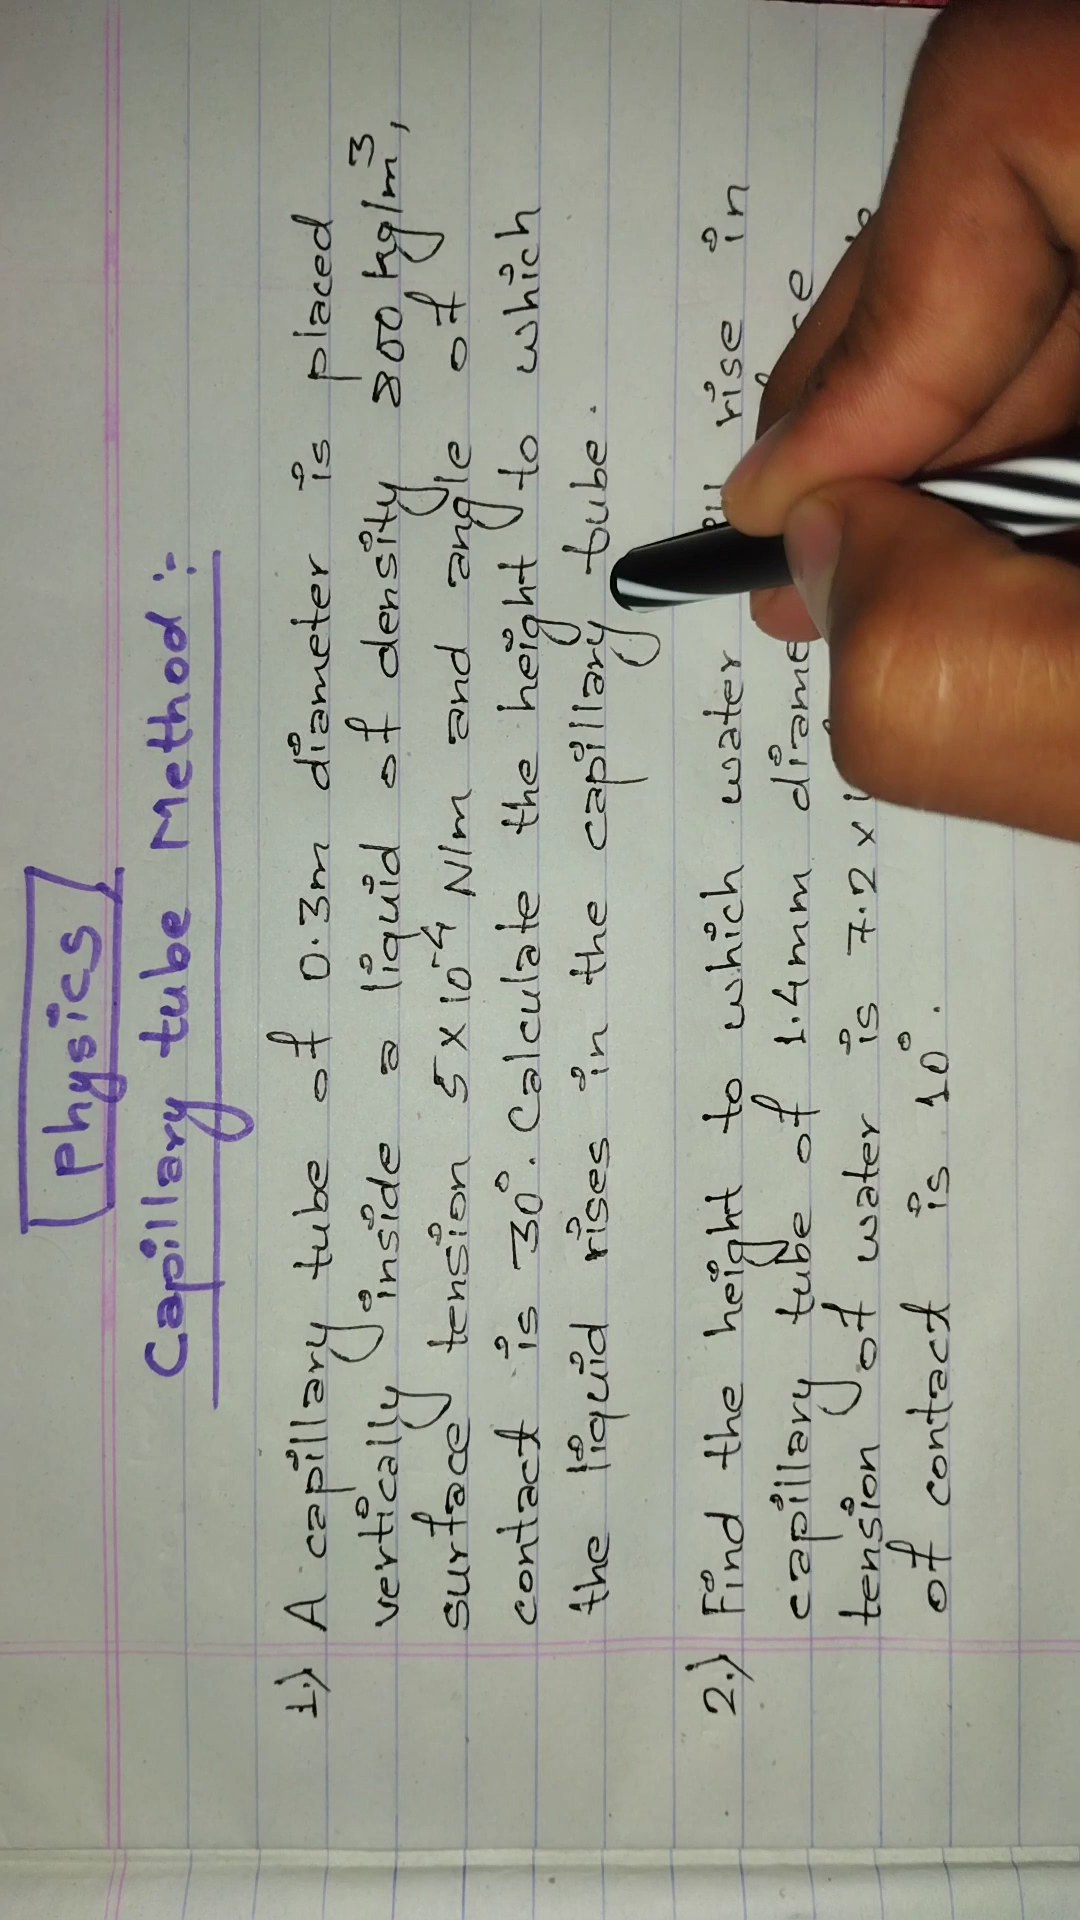 Physics
Capillary tube Method :-
1.) A capillary tube of 0.3m diameter is placed
vertically inside a liquid of density 800 kg/m³,
surface tension 5 x 10⁻⁴ N/m and angle of
contact is 30°. Calculate the height to which
the liquid rises in the capillary tube.
2.) Find the height to which water rise in
capillary tube of 1.4mm
tension of water is 7.2 x
of contact is 10°.